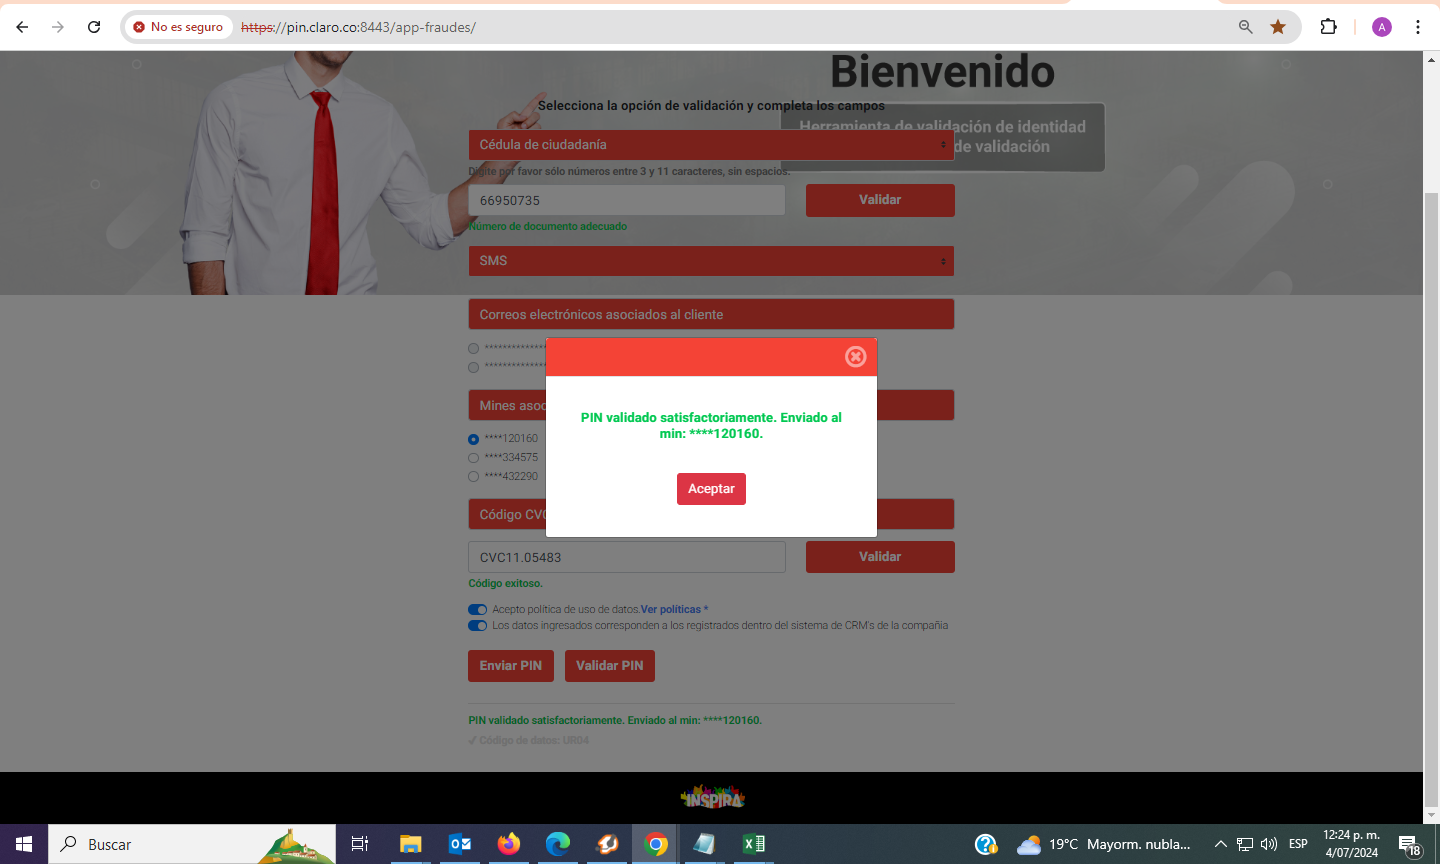 No es seguro
https://pin.claro.co:8443/app-fraudes/
A
Bienvenido
Selecciona la opción de validación y completa los campos
Herramienta de validación de identidad
de validación
Cédula de ciudadanía
Digite por favor sólo números entre 3 y 11 caracteres, sin espacios.
66950735
Validar
Número de documento adecuado
SMS
Correos electrónicos asociados al cliente
**************
**************
PIN validado satisfactoriamente. Enviado al
min: ****120160.
Aceptar
Mines asoc
****120160
****334575
****432290
Código CVC
CVC11.05483
Validar
Código exitoso.
Acepto política de uso de datos.Ver políticas *
Los datos ingresados corresponden a los registrados dentro del sistema de CRM's de la compañia
Enviar PIN
Validar PIN
PIN validado satisfactoriamente. Enviado al min: ****120160.
✓ Código de datos: UR04
INSPIRA
Buscar
19°C Mayorm. nubla...
ESP
12:24 p. m.
4/07/2024
18